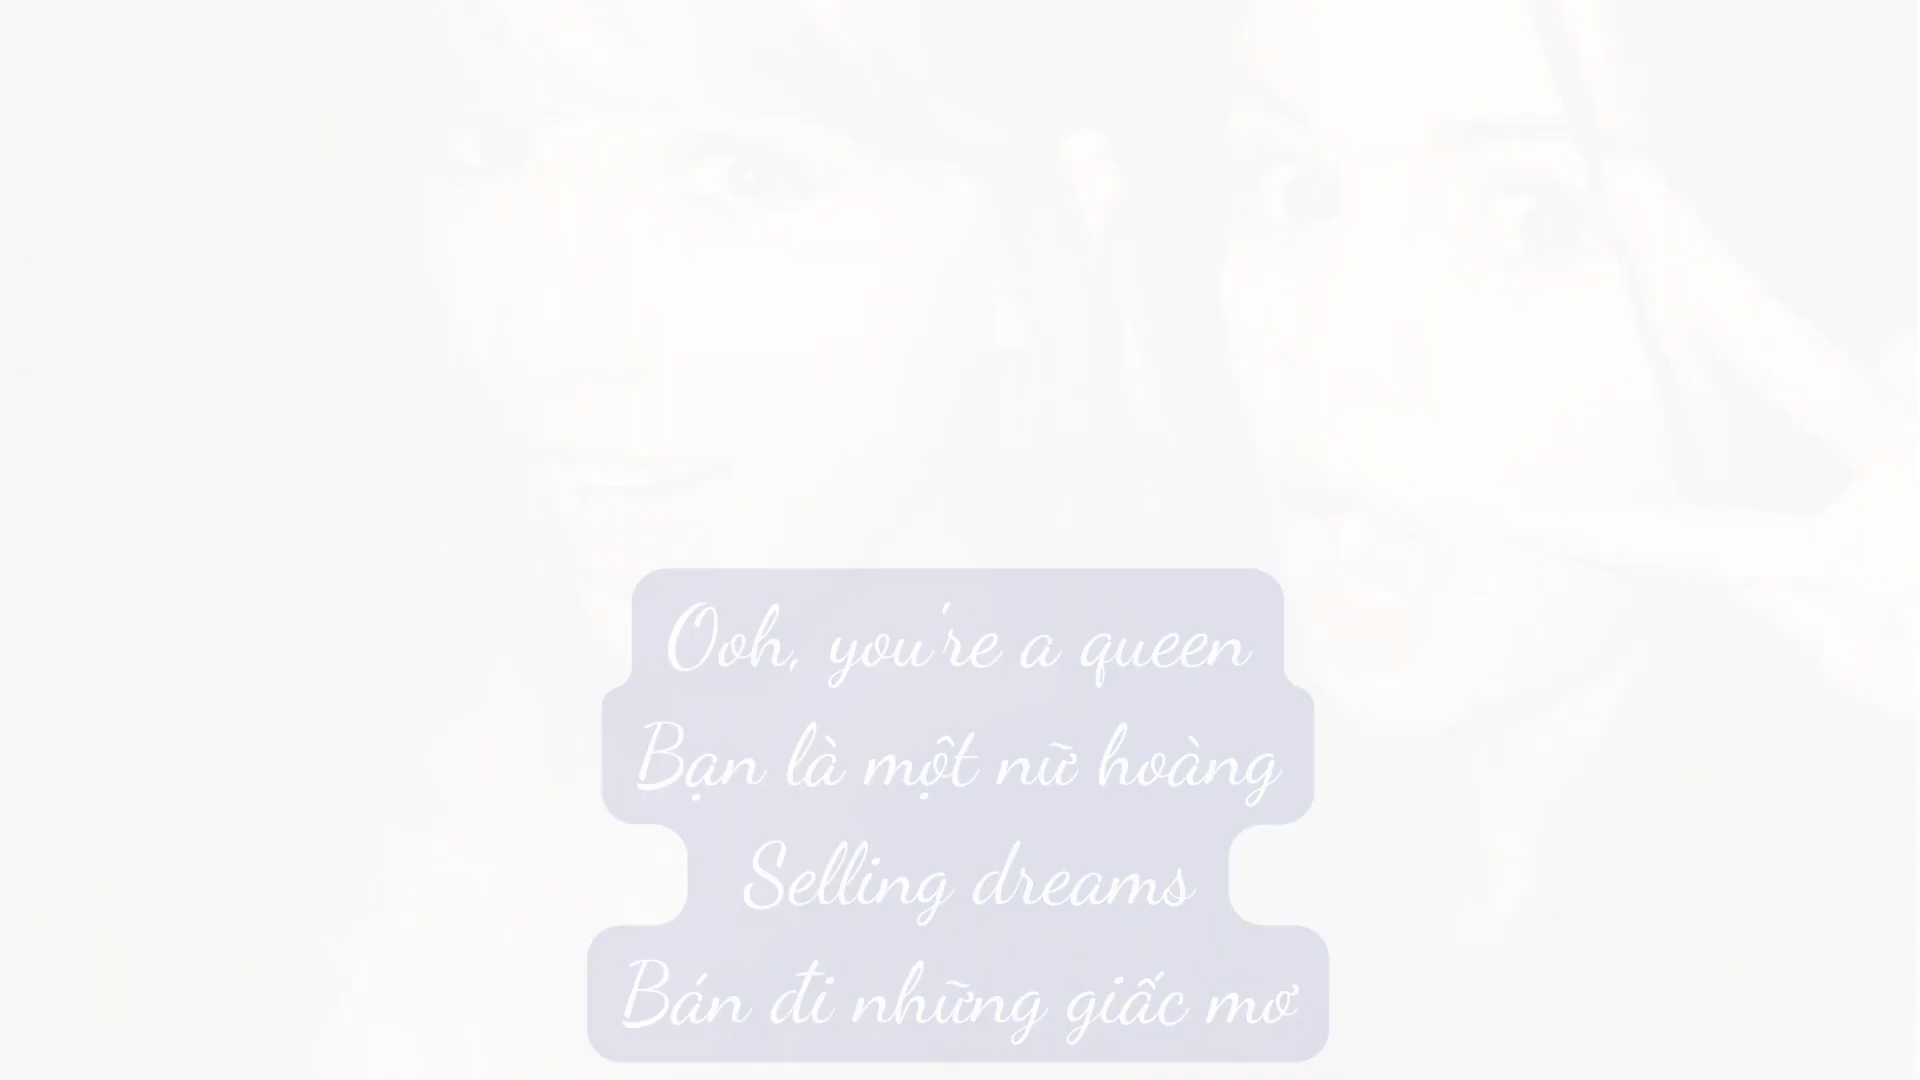 Ooh, you're a queen
Bạn là một nữ hoàng
Selling dreams
Bán đi những giấc mơ